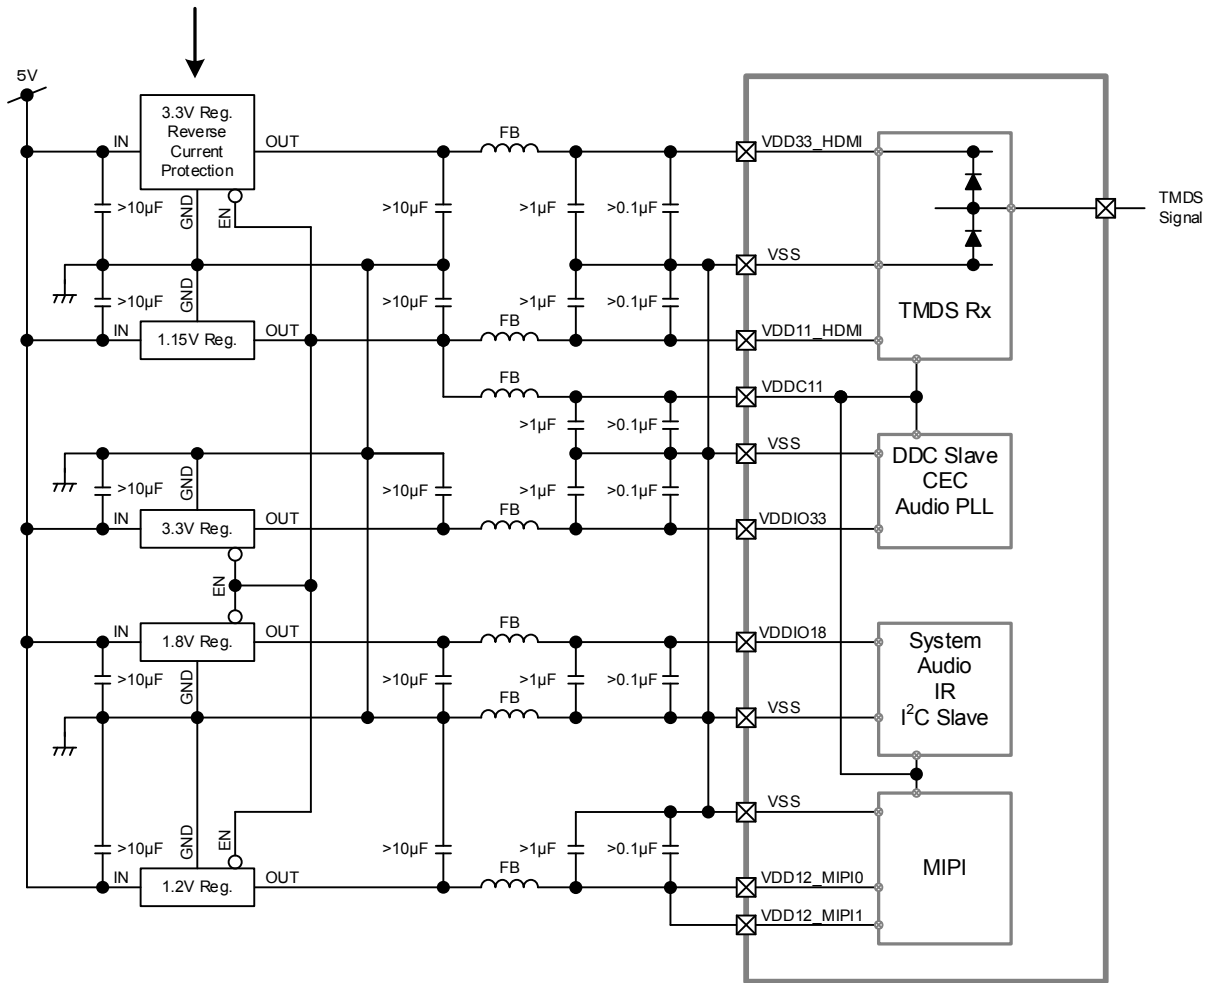 5V
3.3V Reg.
Reverse
Current
Protection
IN
OUT
FB
VDD33_HDMI
>10µF
GND
EN
>10µF
>1µF
>0.1µF
TMDS
Signal
VSS
>10µF
GND
>10µF
>1µF
>0.1µF
TMDS Rx
IN
1.15V Reg.
OUT
FB
VDD11_HDMI
FB
VDDC11
>1µF
>0.1µF
VSS
DDC Slave
CEC
Audio PLL
>10µF
GND
>10µF
>1µF
>0.1µF
IN
3.3V Reg.
OUT
FB
VDDIO33
EN
IN
1.8V Reg.
OUT
FB
VDDIO18
System
Audio
IR
I²C Slave
>10µF
GND
>10µF
>1µF
>0.1µF
FB
VSS
VSS
>10µF
GND
EN
>10µF
>1µF
>0.1µF
MIPI
IN
1.2V Reg.
OUT
FB
VDD12_MIPI0
VDD12_MIPI1